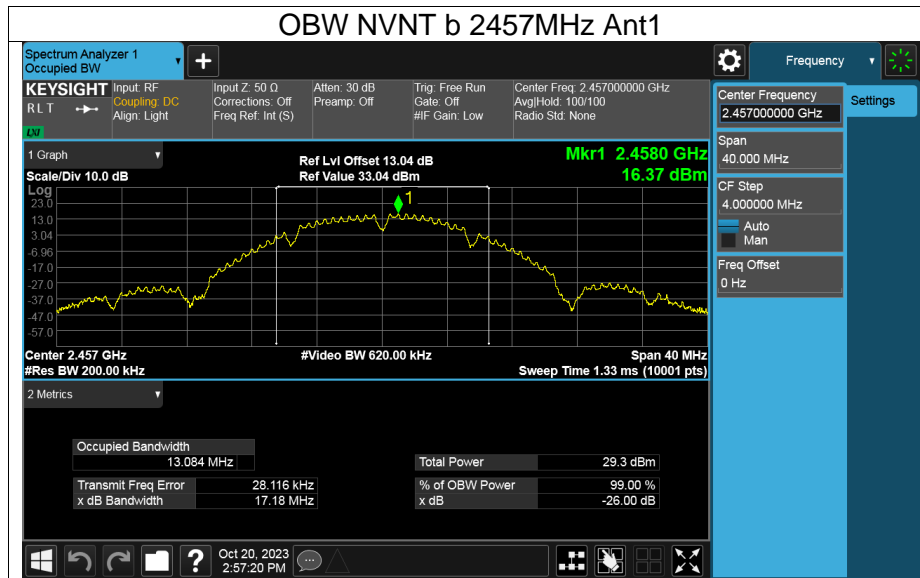 OBW NVNT b 2457MHz Ant1
Spectrum Analyzer 1
Occupied BW
+
Frequency
KEYSIGHT
R L T
LXI
Input: RF
Coupling: DC
Align: Light
Input Z: 50 Ω
Corrections: Off
Freq Ref: Int (S)
Atten: 30 dB
Preamp: Off
Trig: Free Run
Gate: Off
#IF Gain: Low
Center Freq: 2.457000000 GHz
Avg|Hold: 100/100
Radio Std: None
Center Frequency
2.457000000 GHz
Settings
Span
40.000 MHz
CF Step
4.000000 MHz
Auto
Man
Freq Offset
0 Hz
1 Graph
Scale/Div 10.0 dB
Ref Lvl Offset 13.04 dB
Ref Value 33.04 dBm
Mkr1 2.4580 GHz
16.37 dBm
Log
23.0
13.0
3.04
-6.96
-17.0
-27.0
-37.0
-47.0
-57.0
1
Center 2.457 GHz
#Video BW 620.00 kHz
Span 40 MHz
#Res BW 200.00 kHz
Sweep Time 1.33 ms (10001 pts)
2 Metrics
Occupied Bandwidth
13.084 MHz
Total Power 29.3 dBm
Transmit Freq Error 28.116 kHz
% of OBW Power 99.00 %
x dB Bandwidth 17.18 MHz
x dB -26.00 dB
?
Oct 20, 2023
2:57:20 PM